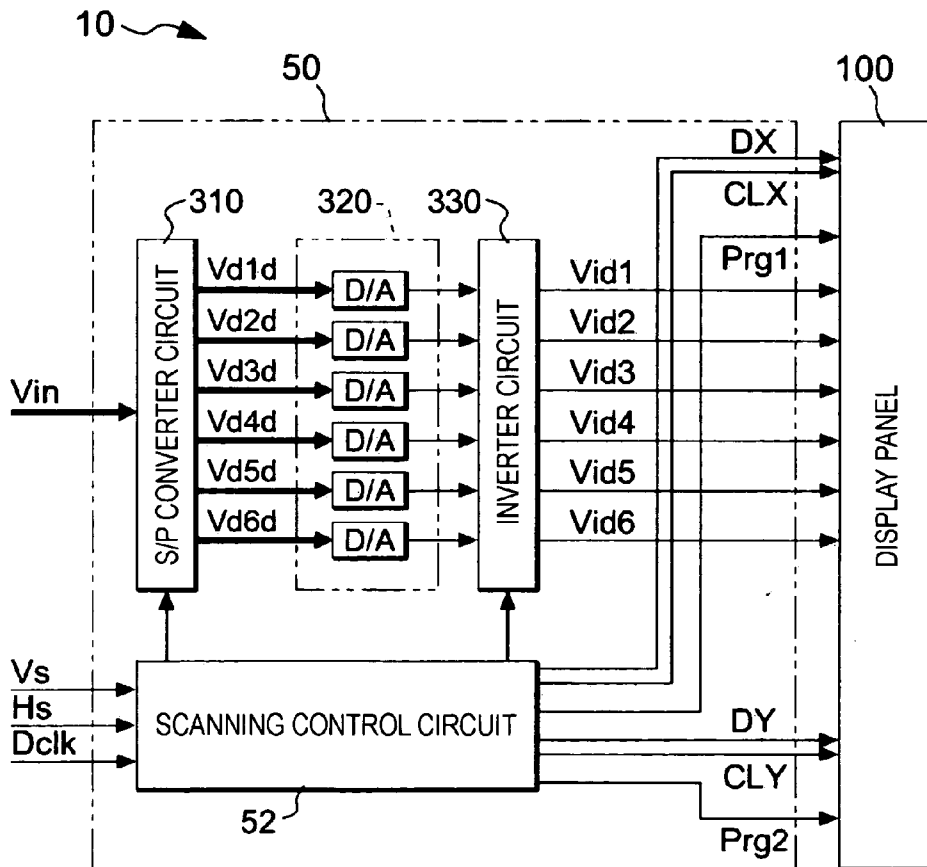 10
50
100
DX
CLX
310
320
330
Prg1
S/P CONVERTER CIRCUIT
Vd1d
D/A
INVERTER CIRCUIT
Vid1
Vd2d
D/A
Vid2
Vd3d
D/A
Vid3
Vin
Vd4d
D/A
Vid4
Vd5d
D/A
Vid5
Vd6d
D/A
Vid6
DISPLAY PANEL
Vs
Hs
Dclk
SCANNING CONTROL CIRCUIT
DY
CLY
52
Prg2